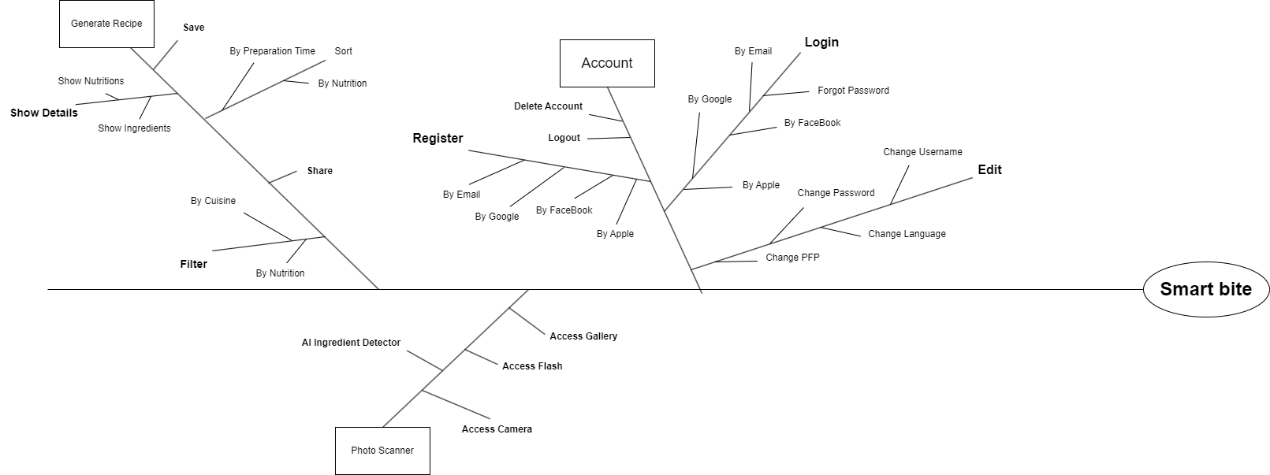 Generate Recipe
Save
By Preparation Time
Sort
Show Nutritions
By Nutrition
Show Details
Show Ingredients
Share
By Cuisine
Filter
By Nutrition
Account
Delete Account
Logout
Register
By Email
By Google
By FaceBook
By Apple
Login
By Email
Forgot Password
By Google
By FaceBook
By Apple
Edit
Change Username
Change Password
Change Language
Change PFP
Smart bite
AI Ingredient Detector
Access Gallery
Access Flash
Access Camera
Photo Scanner